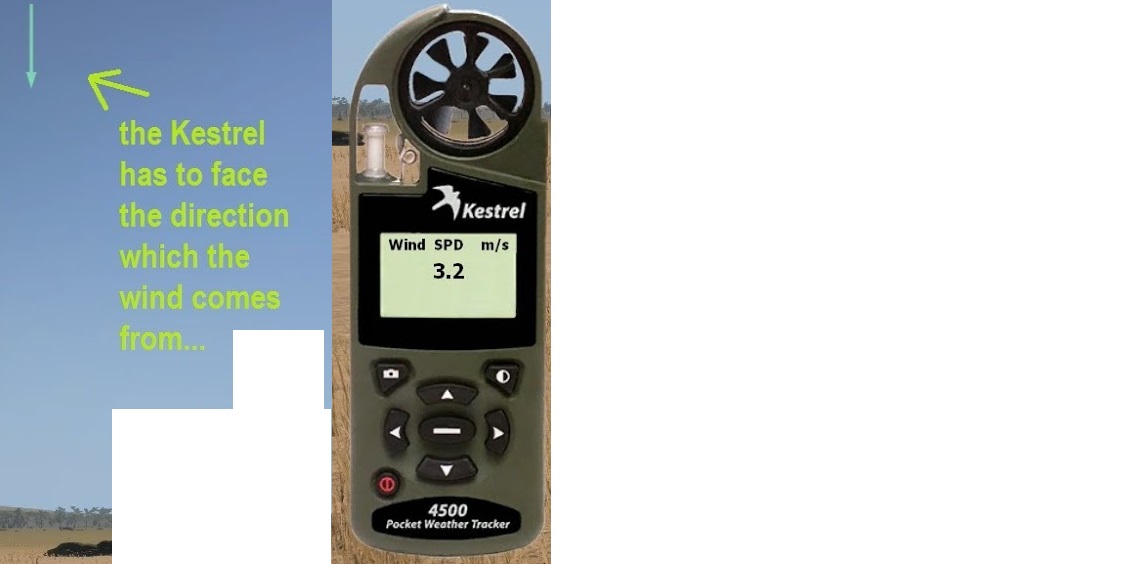 the Kestrel
has to face
the direction
which the
wind comes
from...
Kestrel
Wind SPD m/s
3.2
4500
Pocket Weather Tracker